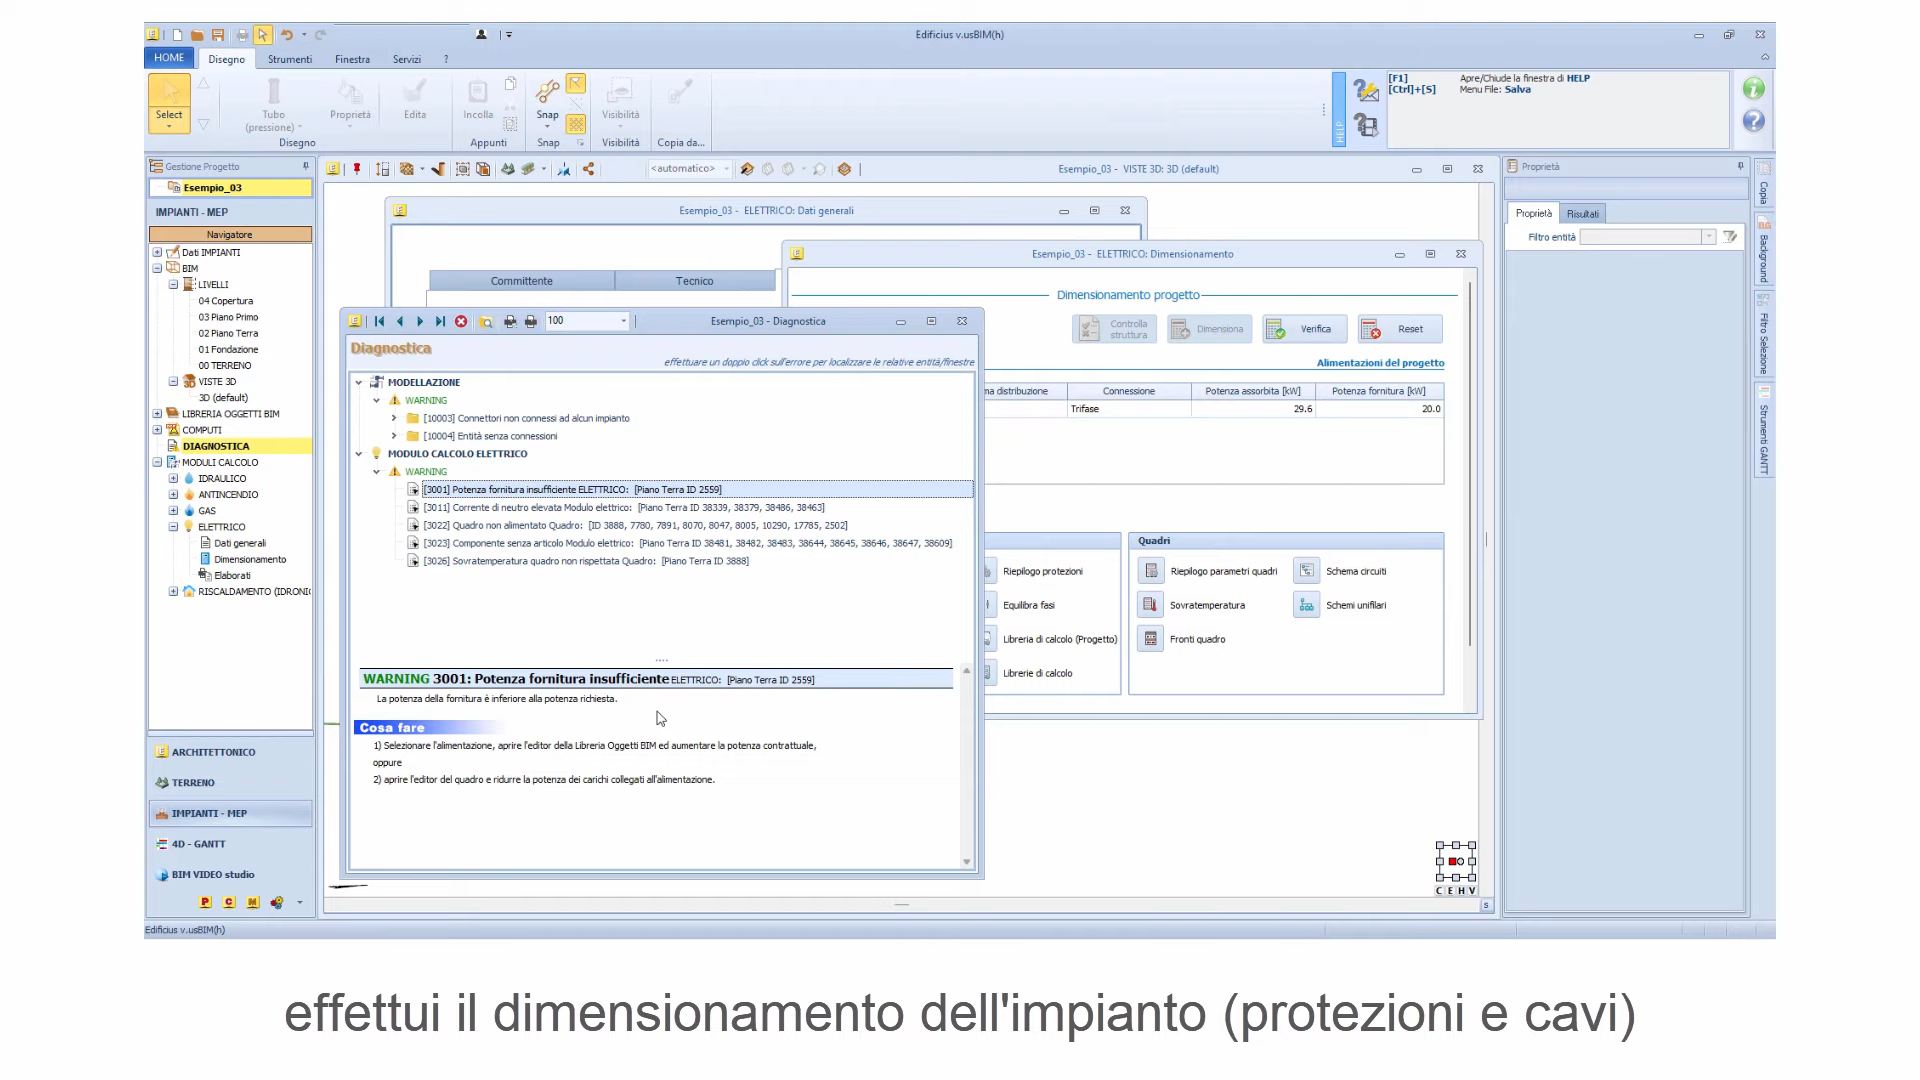 Edificius v.usBIM(h)
HOME Disegno Strumenti Finestra Servizi ?
Select
Tubo
(pressione)
Proprietà
Edita
Disegno
Incolla
Appunti
Snap
Snap
Visibilità
Visibilità
Copia da...
HELP
[F1] Apre/Chiude la finestra di HELP
[Ctrl]+[S] Menu File: Salva
Gestione Progetto
Esempio_03
IMPIANTI - MEP
Navigatore
Dati IMPIANTI
BIM
LIVELLI
04 Copertura
03 Piano Primo
02 Piano Terra
01 Fondazione
00 TERRENO
VISTE 3D
3D (default)
LIBRERIA OGGETTI BIM
COMPUTI
DIAGNOSTICA
MODULI CALCOLO
IDRAULICO
ANTINCENDIO
GAS
ELETTRICO
Dati generali
Dimensionamento
Elaborati
RISCALDAMENTO (IDRONIC
ARCHITETTONICO
TERRENO
IMPIANTI - MEP
4D - GANTT
BIM VIDEO studio
P C M
Edificius v.usBIM(h)
<automatico>
Esempio_03 - VISTE 3D: 3D (default)
Esempio_03 - ELETTRICO: Dati generali
Committente Tecnico
Esempio_03 - ELETTRICO: Dimensionamento
Dimensionamento progetto
Controlla
struttura
Dimensiona
Verifica
Reset
Alimentazioni del progetto
ma distribuzione Connessione Potenza assorbita [kW] Potenza fornitura [kW]
Trifase 29.6 20.0
Riepilogo protezioni
Equilibra fasi
Libreria di calcolo (Progetto)
Librerie di calcolo
Quadri
Riepilogo parametri quadri Schema circuiti
Sovratemperatura Schemi unifilari
Fronti quadro
100
Esempio_03 - Diagnostica
Diagnostica
effettuare un doppio click sull'errore per localizzare le relative entità/finestre
MODELLAZIONE
WARNING
[10003] Connettori non connessi ad alcun impianto
[10004] Entità senza connessioni
MODULO CALCOLO ELETTRICO
WARNING
[3001] Potenza fornitura insufficiente ELETTRICO: [Piano Terra ID 2559]
[3011] Corrente di neutro elevata Modulo elettrico: [Piano Terra ID 38339, 38379, 38486, 38463]
[3022] Quadro non alimentato Quadro: [ID 3888, 7780, 7891, 8070, 8047, 8005, 10290, 17785, 2502]
[3023] Componente senza articolo Modulo elettrico: [Piano Terra ID 38481, 38482, 38483, 38644, 38645, 38646, 38647, 38609]
[3026] Sovratemperatura quadro non rispettata Quadro: [Piano Terra ID 3888]
WARNING 3001: Potenza fornitura insufficiente ELETTRICO: [Piano Terra ID 2559]
La potenza della fornitura è inferiore alla potenza richiesta.
Cosa fare
1) Selezionare l'alimentazione, aprire l'editor della Libreria Oggetti BIM ed aumentare la potenza contrattuale,
oppure
2) aprire l'editor del quadro e ridurre la potenza dei carichi collegati all'alimentazione.
C E H V
S
Proprietà
Proprietà Risultati
Filtro entità
Copia
Background
Filtro Selezione
Strumenti GANTT
effettui il dimensionamento dell'impianto (protezioni e cavi)